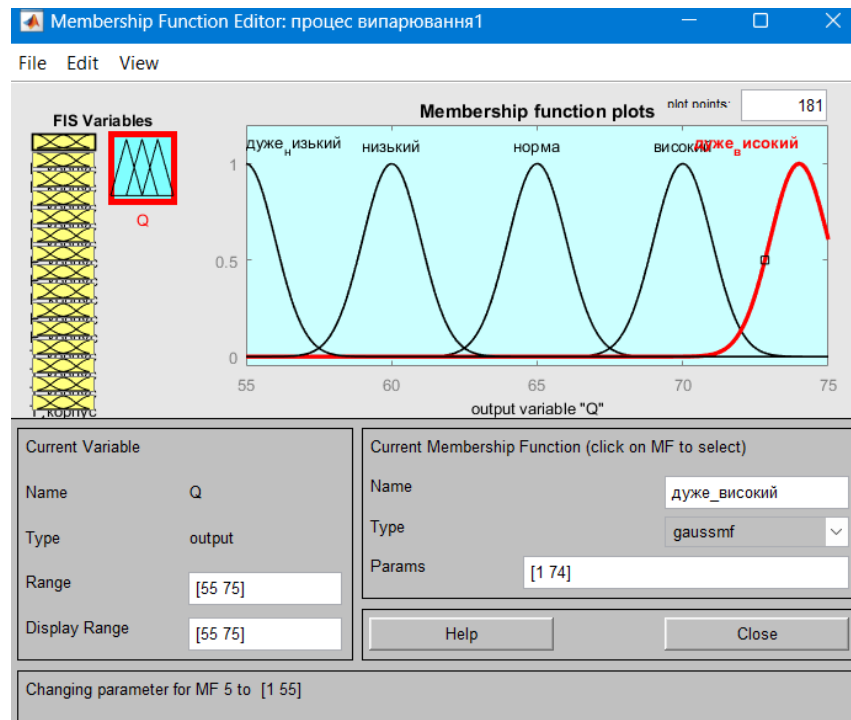 Membership Function Editor: процес випарювання1
File Edit View
FIS Variables
Q
Membership function plots
plot points:
181
дуже_низький
низький
норма
високий
дуже_високий
1
0.5
0
55
60
65
70
75
output variable "Q"
Current Variable
Name Q
Type output
Range [55 75]
Display Range [55 75]
Current Membership Function (click on MF to select)
Name дуже_високий
Type gaussmf
Params [1 74]
Help
Close
Changing parameter for MF 5 to [1 55]